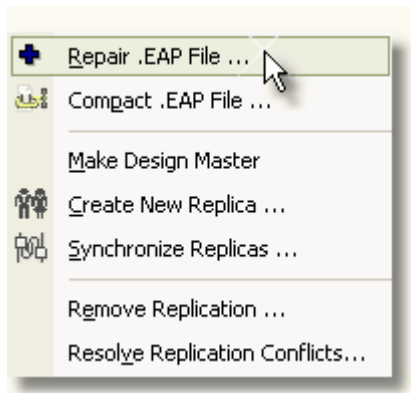 Repair .EAP File ...
Compact .EAP File ...
Make Design Master
Create New Replica ...
Synchronize Replicas ...
Remove Replication ...
Resolve Replication Conflicts...